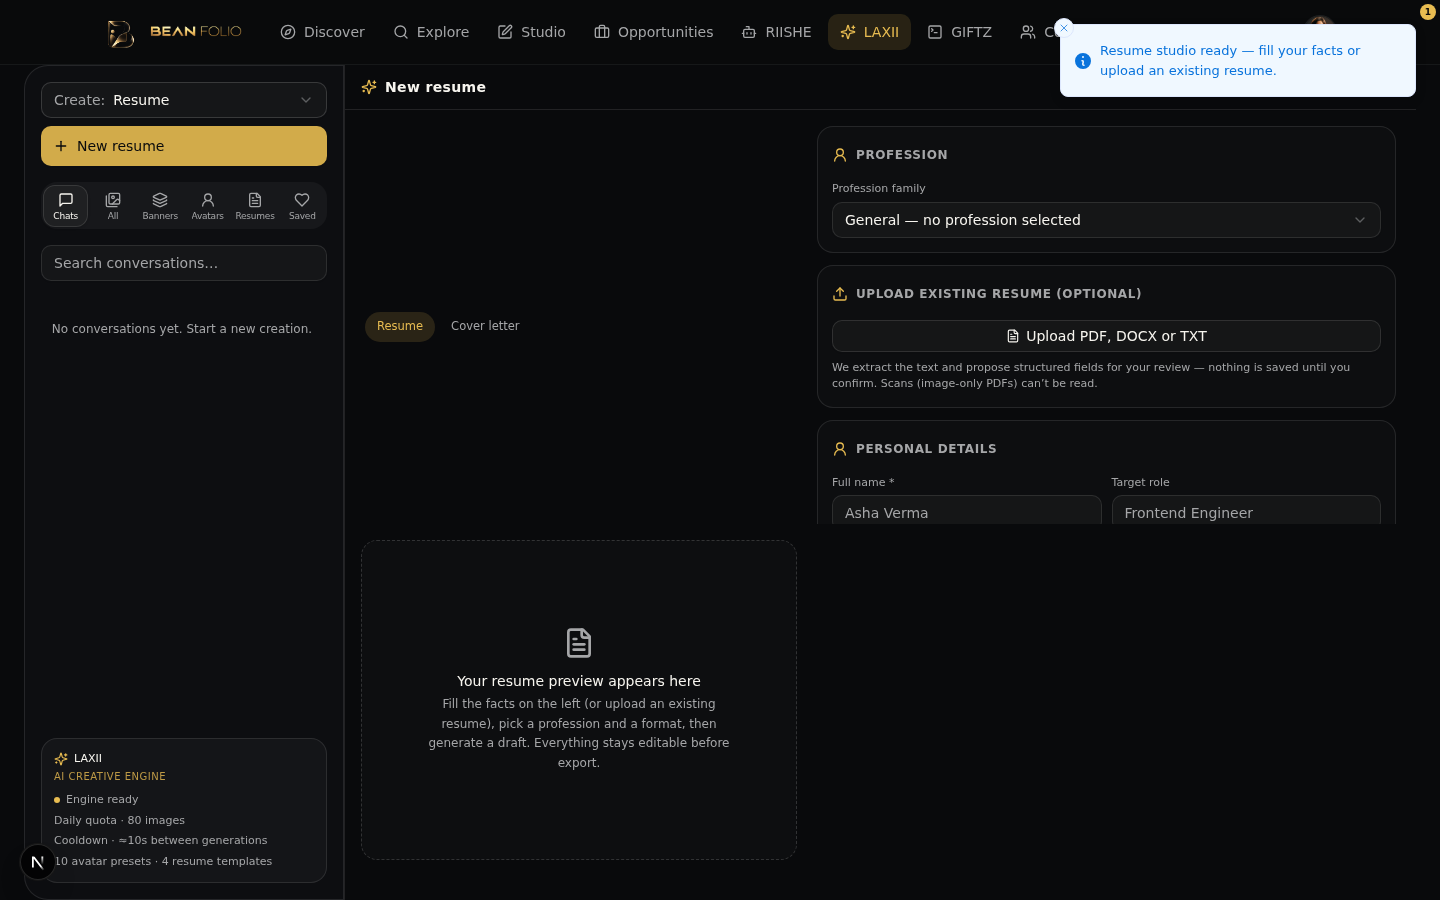 BEAN FOLIO
Discover
Explore
Studio
Opportunities
RIISHE
LAXII
GIFTZ
1
Resume studio ready — fill your facts or
upload an existing resume.
Create: Resume
New resume
Chats
All
Banners
Avatars
Resumes
Saved
Search conversations...
No conversations yet. Start a new creation.
LAXII
AI CREATIVE ENGINE
Engine ready
Daily quota · 80 images
Cooldown · ≈10s between generations
10 avatar presets · 4 resume templates
N
New resume
Resume
Cover letter
Your resume preview appears here
Fill the facts on the left (or upload an existing
resume), pick a profession and a format, then
generate a draft. Everything stays editable before
export.
PROFESSION
Profession family
General — no profession selected
UPLOAD EXISTING RESUME (OPTIONAL)
Upload PDF, DOCX or TXT
We extract the text and propose structured fields for your review — nothing is saved until you
confirm. Scans (image-only PDFs) can’t be read.
PERSONAL DETAILS
Full name *
Target role
Asha Verma
Frontend Engineer